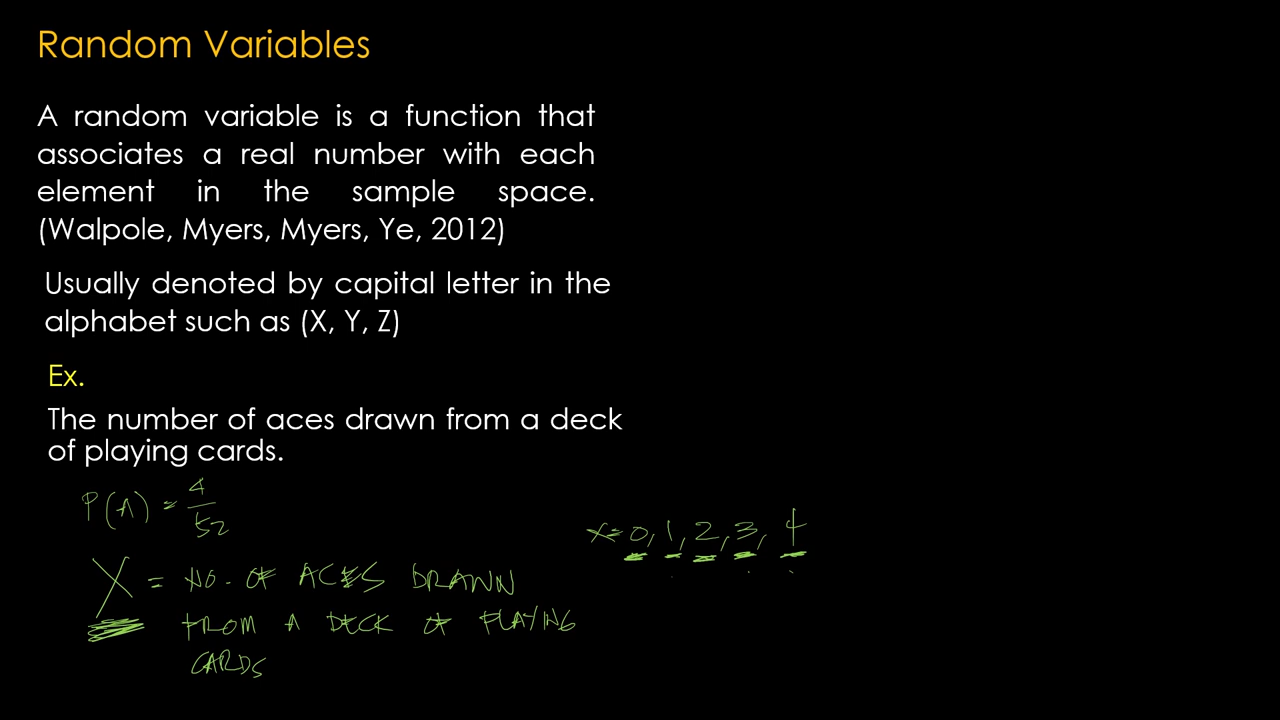 Random Variables
A random variable is a function that
associates a real number with each
element in the sample space.
(Walpole, Myers, Myers, Ye, 2012)
Usually denoted by capital letter in the
alphabet such as (X, Y, Z)
Ex.
The number of aces drawn from a deck
of playing cards.
P(A) = 4/52
x = 0, 1, 2, 3, 4
X = NO. OF ACES DRAWN
FROM A DECK OF PLAYING
CARDS